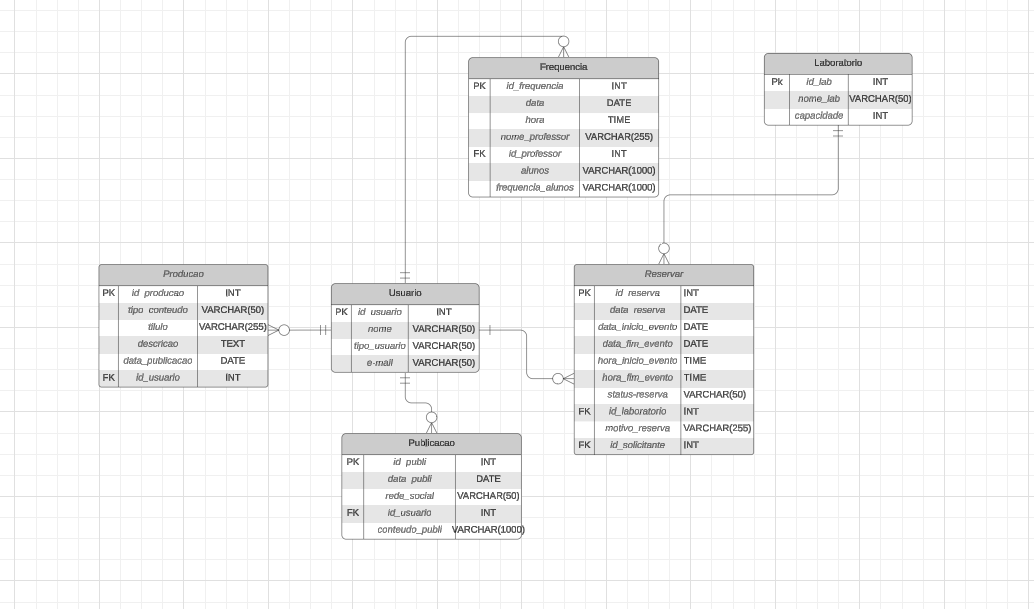 Frequencia
PK id_frequencia INT
data DATE
hora TIME
nome_professor VARCHAR(255)
FK id_professor INT
alunos VARCHAR(1000)
frequencia_alunos VARCHAR(1000)
Laboratorio
Pk id_lab INT
nome_lab VARCHAR(50)
capacidade INT
Producao
PK id_producao INT
tipo_conteudo VARCHAR(50)
titulo VARCHAR(255)
descricao TEXT
data_publicacao DATE
FK id_usuario INT
Usuario
PK id_usuario INT
nome VARCHAR(50)
tipo_usuario VARCHAR(50)
e-mail VARCHAR(50)
Reservar
PK id_reserva INT
data_reserva DATE
data_inicio_evento DATE
data_fim_evento DATE
hora_inicio_evento TIME
hora_fim_evento TIME
status-reserva VARCHAR(50)
FK id_laboratorio INT
motivo_reserva VARCHAR(255)
FK id_solicitante INT
Publicacao
PK id_publi INT
data_publi DATE
rede_social VARCHAR(50)
FK id_usuario INT
conteudo_publi VARCHAR(1000)